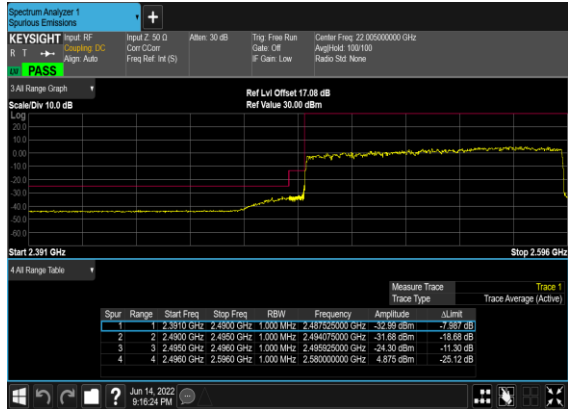 Spectrum Analyzer 1
Spurious Emissions
KEYSIGHT
R T
PASS
Input: RF
Coupling: DC
Align: Auto
Input Z: 50 Ω
Corr CCorr
Freq Ref: Int (S)
Atten: 30 dB
Trig: Free Run
Gate: Off
IF Gain: Low
Center Freq: 22.005000000 GHz
Avg|Hold: 100/100
Radio Std: None
3 All Range Graph
Scale/Div 10.0 dB
Ref Lvl Offset 17.08 dB
Ref Value 30.00 dBm
Log
20.0
10.0
0.00
-10.0
-20.0
-30.0
-40.0
-50.0
-60.0
Start 2.391 GHz
Stop 2.596 GHz
4 All Range Table
Measure Trace Trace 1
Trace Type Trace Average (Active)
Spur Range Start Freq Stop Freq RBW Frequency Amplitude ΔLimit
1 1 2.3910 GHz 2.4900 GHz 1.000 MHz 2.487525000 GHz -32.99 dBm -7.987 dB
2 2 2.4900 GHz 2.4950 GHz 1.000 MHz 2.494075000 GHz -31.68 dBm -18.68 dB
3 3 2.4950 GHz 2.4960 GHz 1.000 MHz 2.495925000 GHz -24.30 dBm -11.30 dB
4 4 2.4960 GHz 2.5960 GHz 1.000 MHz 2.580000000 GHz 4.875 dBm -25.12 dB
?
Jun 14, 2022
9:16:24 PM